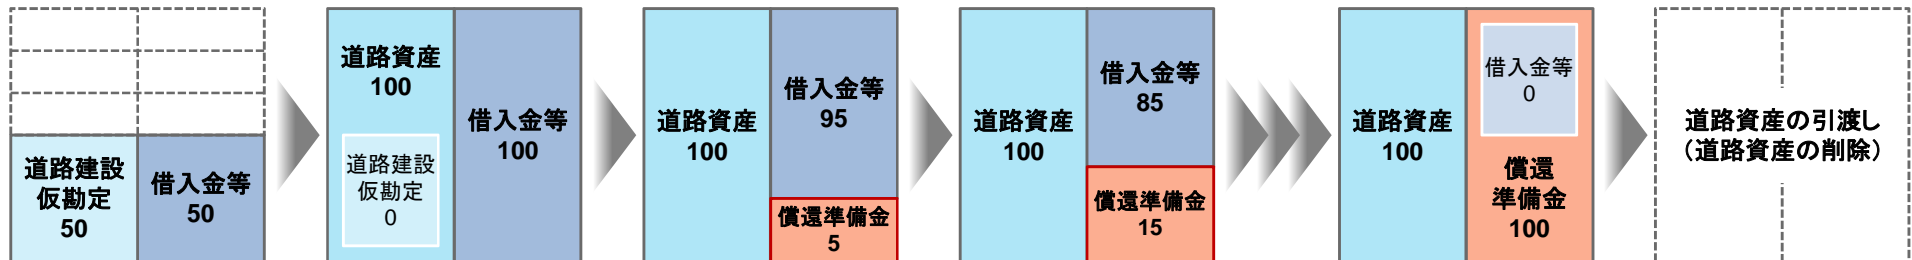 道路建設
仮勘定
50
借入金等
50
道路資産
100
道路建設
仮勘定
0
借入金等
100
道路資産
100
借入金等
95
償還準備金
5
道路資産
100
借入金等
85
償還準備金
15
道路資産
100
借入金等
0
償還
準備金
100
道路資産の引渡し
（道路資産の削除）